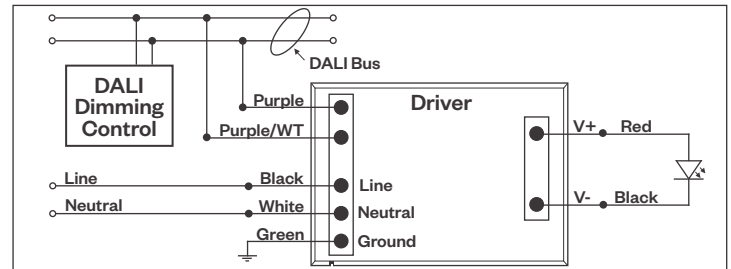 DALI Bus
DALI
Dimming
Control
Driver
Purple
Purple/WT
Line
Black
Line
Neutral
White
Neutral
Green
Ground
V+ Red
V- Black